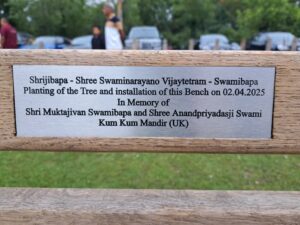 Shrijibapa - Shree Swaminarayano Vijaytetram - Swamibapa
Planting of the Tree and installation of this Bench on 02.04.2025
In Memory of
Shri Muktajivan Swamibapa and Shree Anandpriyadasji Swami
Kum Kum Mandir (UK)